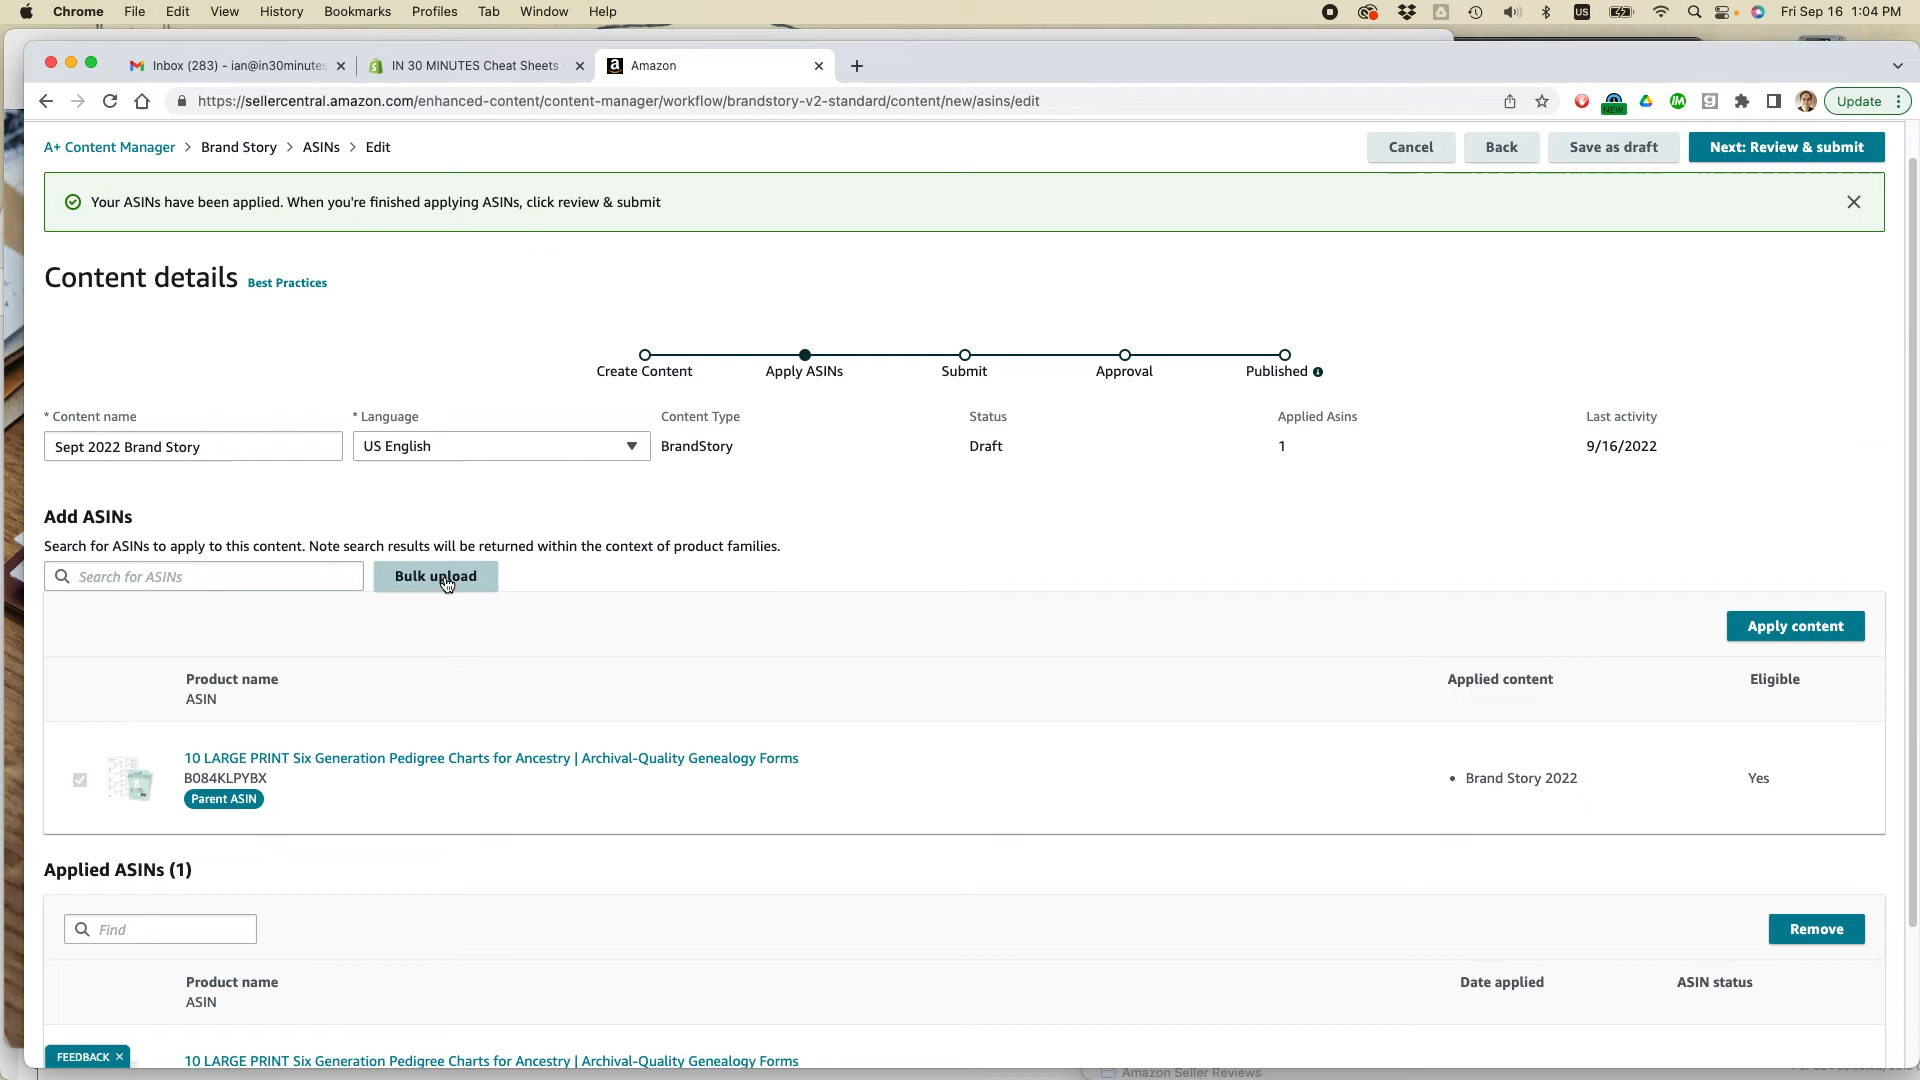 Chrome File Edit View History Bookmarks Profiles Tab Window Help
US
Fri Sep 16 1:04 PM
Inbox (283) - ian@in30minutes
IN 30 MINUTES Cheat Sheets
Amazon
https://sellercentral.amazon.com/enhanced-content/content-manager/workflow/brandstory-v2-standard/content/new/asins/edit
NEW
Update
A+ Content Manager > Brand Story > ASINs > Edit
Cancel
Back
Save as draft
Next: Review & submit
Your ASINs have been applied. When you're finished applying ASINs, click review & submit
Content details Best Practices
Create Content
Apply ASINs
Submit
Approval
Published
* Content name
* Language
Content Type
Status
Applied Asins
Last activity
Sept 2022 Brand Story
US English
BrandStory
Draft
1
9/16/2022
Add ASINs
Search for ASINs to apply to this content. Note search results will be returned within the context of product families.
Search for ASINs
Bulk upload
Apply content
Product name
ASIN
Applied content
Eligible
10 LARGE PRINT Six Generation Pedigree Charts for Ancestry | Archival-Quality Genealogy Forms
B084KLPYBX
Parent ASIN
• Brand Story 2022
Yes
Applied ASINs (1)
Find
Remove
Product name
ASIN
Date applied
ASIN status
FEEDBACK
10 LARGE PRINT Six Generation Pedigree Charts for Ancestry | Archival-Quality Genealogy Forms
Amazon Seller Reviews